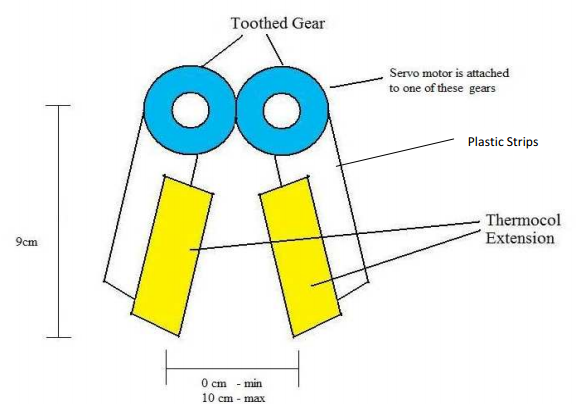 Toothed Gear
Servo motor is attached
to one of these gears
Plastic Strips
Thermocol
Extension
9cm
0 cm - min
10 cm - max